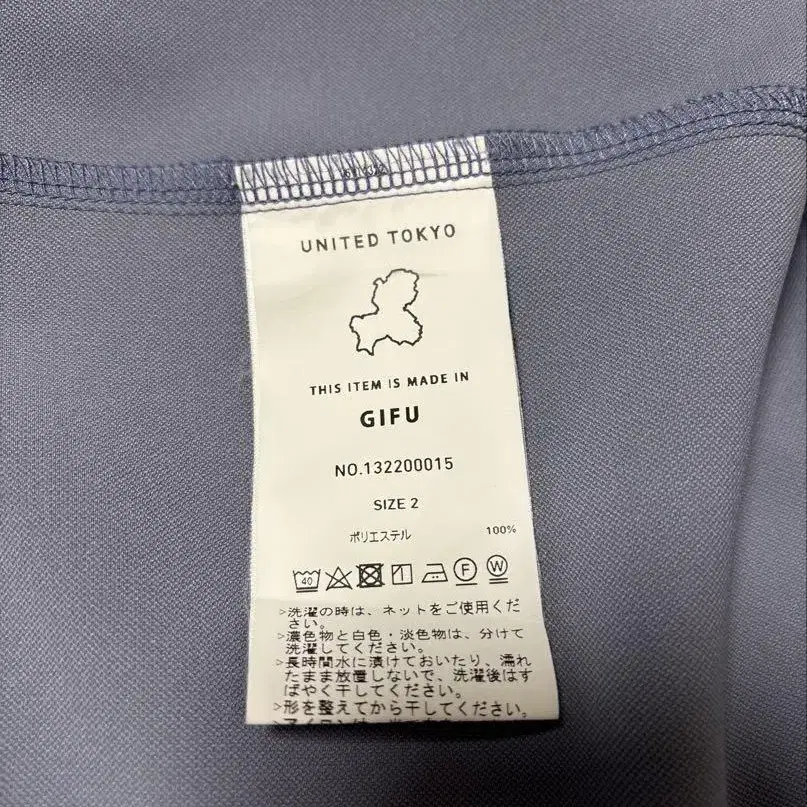 UNITED TOKYO
THIS ITEM IS MADE IN
GIFU
NO.132200015
SIZE 2
ポリエステル 100%
40 F W
>洗濯の時は、ネットをご使用くだ
さい。
>濃色物と白色・淡色物は、分けて
洗濯してください。
>長時間水に漬けておいたり、濡れ
たまま放置しないで、洗濯後はす
ばやく干してください。
>形を整えてから干してください。